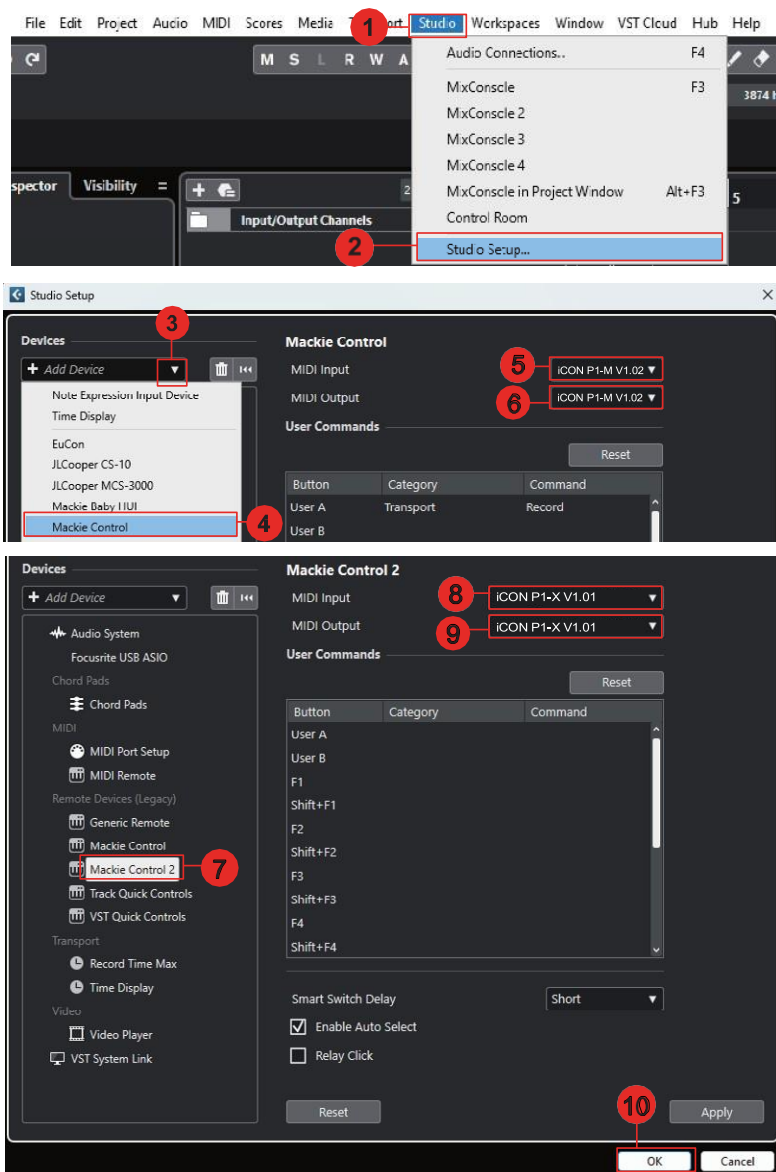 File Edit Project Audio MIDI Scores Media 1 ort Studio Workspaces Window VST Cloud Hub Help
M S L R W A
Audio Connections.. F4
MixConsole F3
3874
MixConsole 2
MixConsole 3
MixConsole 4
spector Visibility
2 MixConsole in Project Window Alt+F3 5
Input/Output Channels
Control Room
2
Studio Setup...
Studio Setup
3
Devices
Mackie Control
+ Add Device
MIDI Input 5 iCON P1-M V1.02
Note Expression Input Device
MIDI Output 6 iCON P1-M V1.02
Time Display
User Commands
EuCon
Reset
JLCooper CS-10
JLCooper MCS-3000
Button Category Command
Mackie Baby HUI
User A Transport Record
Mackie Control 4
User B
Devices
Mackie Control 2
+ Add Device
MIDI Input 8 iCON P1-X V1.01
MIDI Output 9 iCON P1-X V1.01
Audio System
Focusrite USB ASIO
User Commands
Chord Pads
Reset
Chord Pads
Button Category Command
MIDI
User A
MIDI Port Setup
User B
MIDI Remote
F1
Remote Devices (Legacy)
Shift+F1
Generic Remote
F2
Mackie Control
Shift+F2
Mackie Control 2 7
F3
Track Quick Controls
Shift+F3
VST Quick Controls
F4
Transport
Shift+F4
Record Time Max
Time Display
Smart Switch Delay Short
Video
Enable Auto Select
Video Player
Relay Click
VST System Link
Reset
10
Apply
OK Cancel